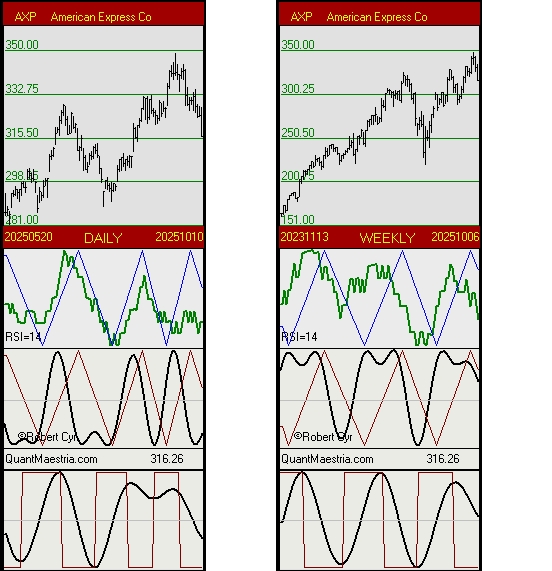 AXP American Express Co
350.00
332.75
315.50
298.25
281.00
20250520 DAILY 20251010
RSI=14
©Robert Cyr
QuantMaestria.com 316.26
AXP American Express Co
350.00
300.25
250.50
200.75
151.00
20231113 WEEKLY 20251006
RSI=14
©Robert Cyr
QuantMaestria.com 316.26